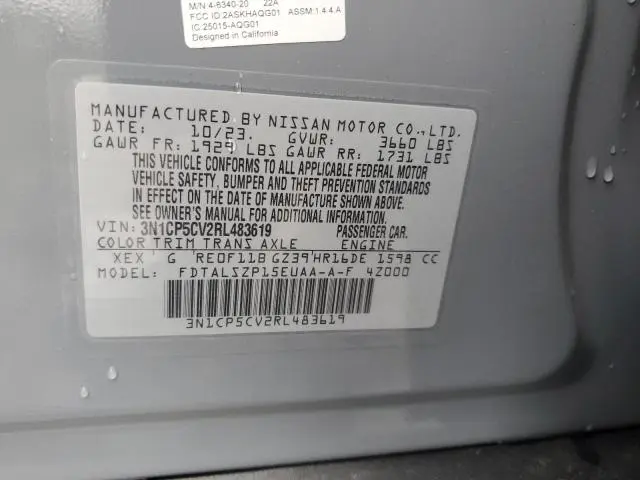 M/N 4-6340-20 22A
FCC ID:2ASKHAQG01 ASSM:1.4.4.A
IC:25015-AQG01
Designed in California
MANUFACTURED BY NISSAN MOTOR CO.,LTD.
DATE: 10/23. GVWR: 3660 LBS
GAWR FR: 1929 LBS GAWR RR: 1731 LBS
THIS VEHICLE CONFORMS TO ALL APPLICABLE FEDERAL MOTOR
VEHICLE SAFETY, BUMPER AND THEFT PREVENTION STANDARDS
IN EFFECT ON THE DATE OF MANUFACTURE SHOWN ABOVE.
SEE OWNER'S MANUAL FOR ADDITIONAL INFORMATION.
VIN: 3N1CP5CV2RL483619 PASSENGER CAR.
COLOR TRIM TRANS AXLE ENGINE
XEX G RE0F11B GZ39 HR16DE 1598 CC
MODEL: FDTALSZP15EUAA-A-F 4Z000
3N1CP5CV2RL483619